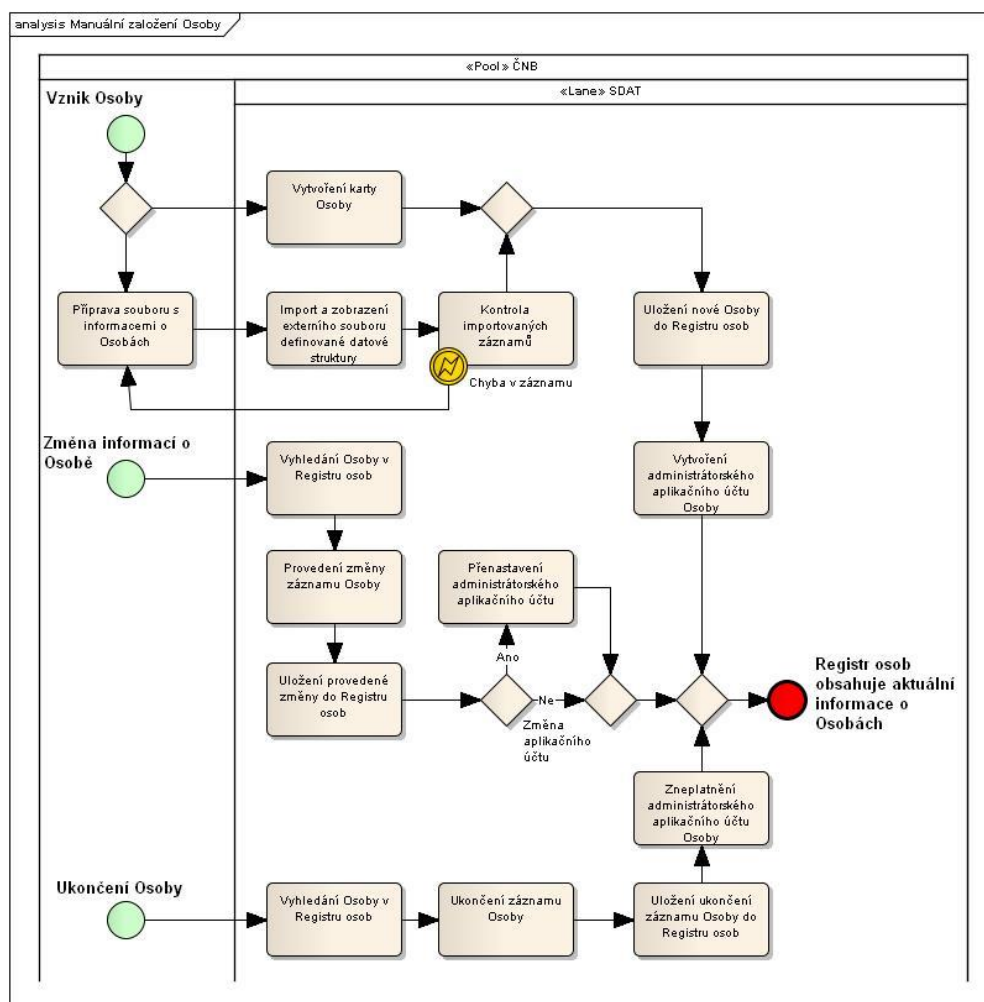 analysis Manuální založení Osoby
«Pool» ČNB
«Lane» SDAT
Vznik Osoby
Vytvoření karty
Osoby
Příprava souboru s
informacemi o
Osobách
Import a zobrazení
externího souboru
definované datové
struktury
Kontrola
importovaných
záznamů
Uložení nové Osoby
do Registru osob
Chyba v záznamu
Změna informací o
Osobě
Vyhledání Osoby v
Registru osob
Vytvoření
administrátorského
aplikačního účtu
Osoby
Provedení změny
záznamu Osoby
Přenastavení
administrátorského
aplikačního účtu
Ano
Uložení provedené
změny do Registru
osob
Ne
Změna
aplikačního
účtu
Registr osob
obsahuje aktuální
informace o
Osobách
Zneplatnění
administrátorského
aplikačního účtu
Osoby
Ukončení Osoby
Vyhledání Osoby v
Registru osob
Ukončení záznamu
Osoby
Uložení ukončení
záznamu Osoby do
Registru osob